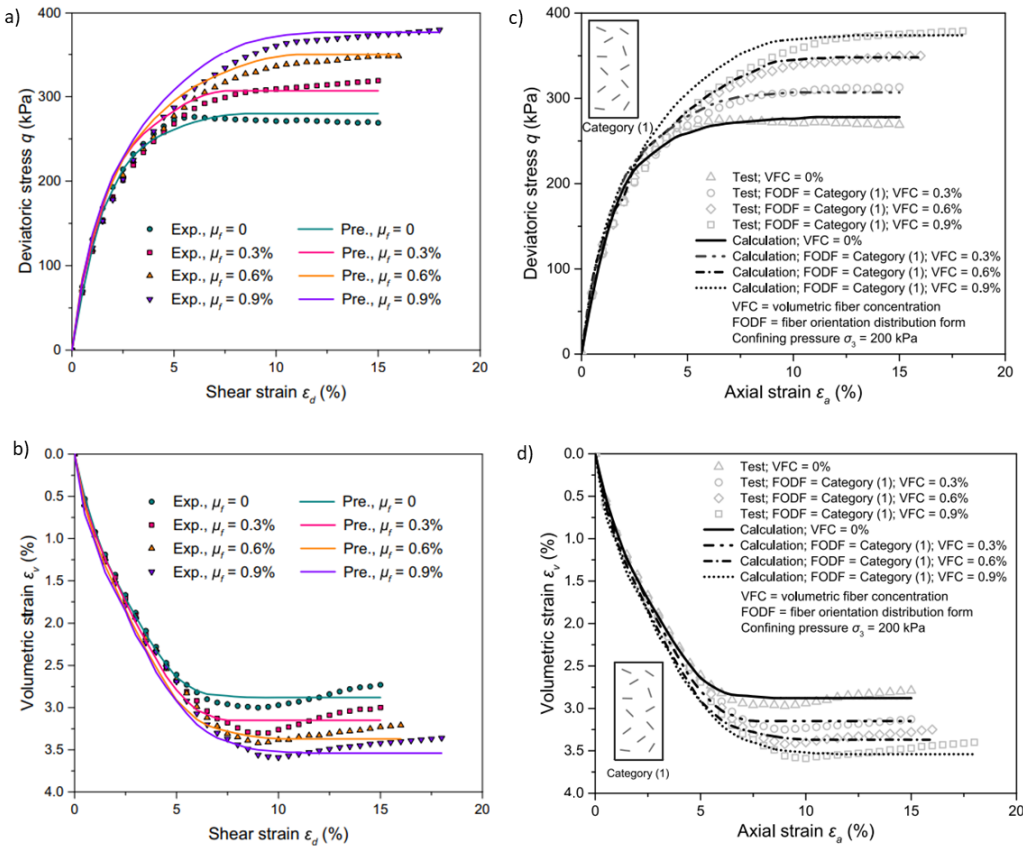 a)
400
300
200
100
0
Deviatoric stress q (kPa)
Exp., μf = 0
Exp., μf = 0.3%
Exp., μf = 0.6%
Exp., μf = 0.9%
Pre., μf = 0
Pre., μf = 0.3%
Pre., μf = 0.6%
Pre., μf = 0.9%
0 5 10 15 20
Shear strain εd (%)
c)
400
300
200
100
0
Deviatoric stress q (kPa)
Category (1)
Test; VFC = 0%
Test; FODF = Category (1); VFC = 0.3%
Test; FODF = Category (1); VFC = 0.6%
Test; FODF = Category (1); VFC = 0.9%
Calculation; VFC = 0%
Calculation; FODF = Category (1); VFC = 0.3%
Calculation; FODF = Category (1); VFC = 0.6%
Calculation; FODF = Category (1); VFC = 0.9%
VFC = volumetric fiber concentration
FODF = fiber orientation distribution form
Confining pressure σ3 = 200 kPa
0 5 10 15 20
Axial strain εa (%)
b)
0.0
0.5
1.0
1.5
2.0
2.5
3.0
3.5
4.0
Volumetric strain εv (%)
Exp., μf = 0
Exp., μf = 0.3%
Exp., μf = 0.6%
Exp., μf = 0.9%
Pre., μf = 0
Pre., μf = 0.3%
Pre., μf = 0.6%
Pre., μf = 0.9%
0 5 10 15 20
Shear strain εd (%)
d)
0.0
0.5
1.0
1.5
2.0
2.5
3.0
3.5
4.0
Volumetric strain εv (%)
Test; VFC = 0%
Test; FODF = Category (1); VFC = 0.3%
Test; FODF = Category (1); VFC = 0.6%
Test; FODF = Category (1); VFC = 0.9%
Calculation; VFC = 0%
Calculation; FODF = Category (1); VFC = 0.3%
Calculation; FODF = Category (1); VFC = 0.6%
Calculation; FODF = Category (1); VFC = 0.9%
VFC = volumetric fiber concentration
FODF = fiber orientation distribution form
Confining pressure σ3 = 200 kPa
Category (1)
0 5 10 15 20
Axial strain εa (%)